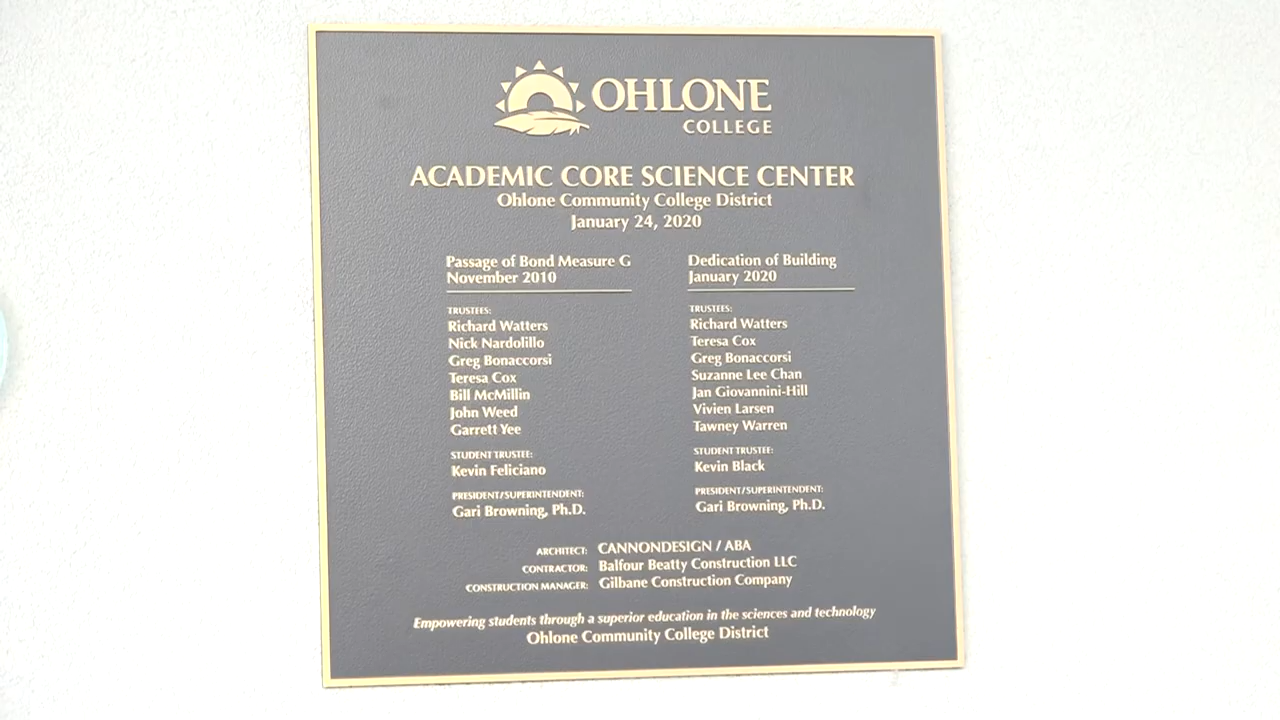 OHLONE
COLLEGE
ACADEMIC CORE SCIENCE CENTER
Ohlone Community College District
January 24, 2020
Passage of Bond Measure G
November 2010
TRUSTEES:
Richard Watters
Nick Nardolillo
Greg Bonaccorsi
Teresa Cox
Bill McMillin
John Weed
Garrett Yee
STUDENT TRUSTEE:
Kevin Feliciano
PRESIDENT/SUPERINTENDENT:
Gari Browning, Ph.D.
Dedication of Building
January 2020
TRUSTEES:
Richard Watters
Teresa Cox
Greg Bonaccorsi
Suzanne Lee Chan
Jan Giovannini-Hill
Vivien Larsen
Tawney Warren
STUDENT TRUSTEE:
Kevin Black
PRESIDENT/SUPERINTENDENT:
Gari Browning, Ph.D.
ARCHITECT: CANNONDESIGN / ABA
CONTRACTOR: Balfour Beatty Construction LLC
CONSTRUCTION MANAGER: Gilbane Construction Company
Empowering students through a superior education in the sciences and technology
Ohlone Community College District